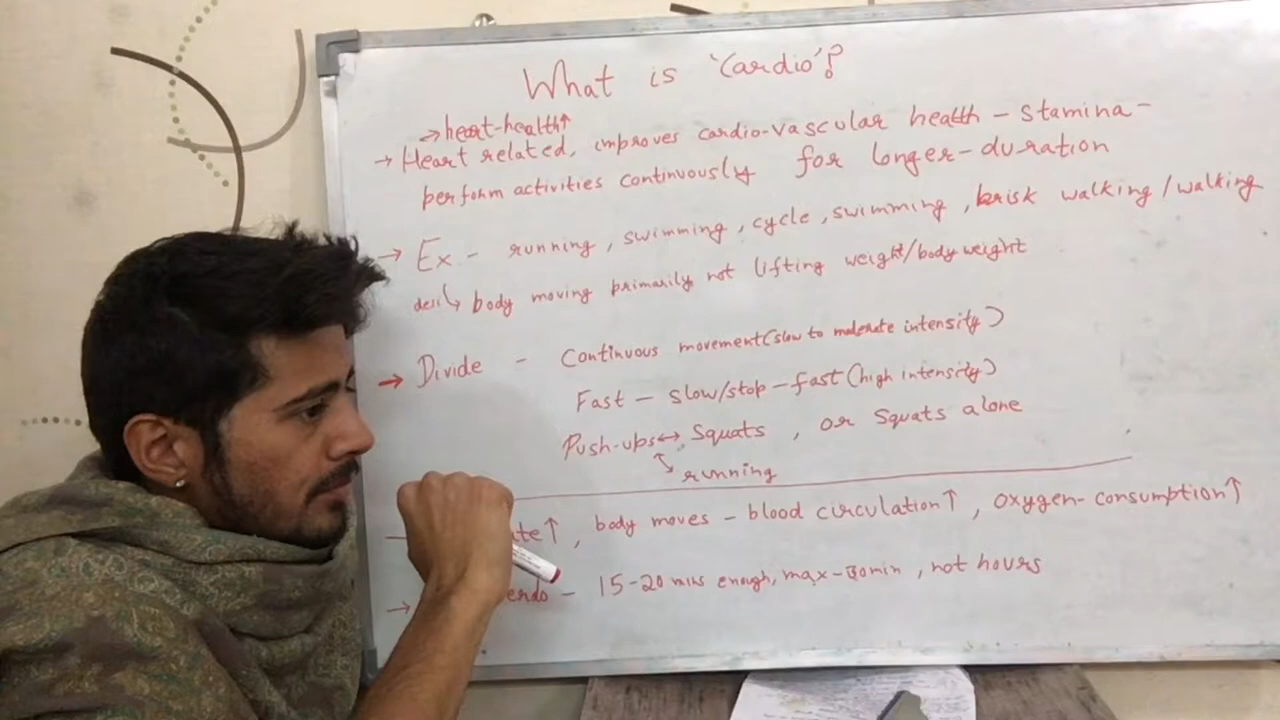 What is 'Cardio'?
→ heart-health↑
→ Heart related, improves cardio-vascular health - stamina -
perform activities continuously for longer-duration
→ Ex - running, swimming, cycle, swimming, brisk walking/walking
desi↳ body moving primarily not lifting weight/body weight
→ Divide - Continuous movement (slow to moderate intensity)
Fast - slow/stop - fast (high intensity)
Push-ups↔ Squats, or Squats alone
↔ running
ate↑, body moves - blood circulation↑, oxygen-consumption↑
→ - 15-20 mins enough, max-30min, not hours